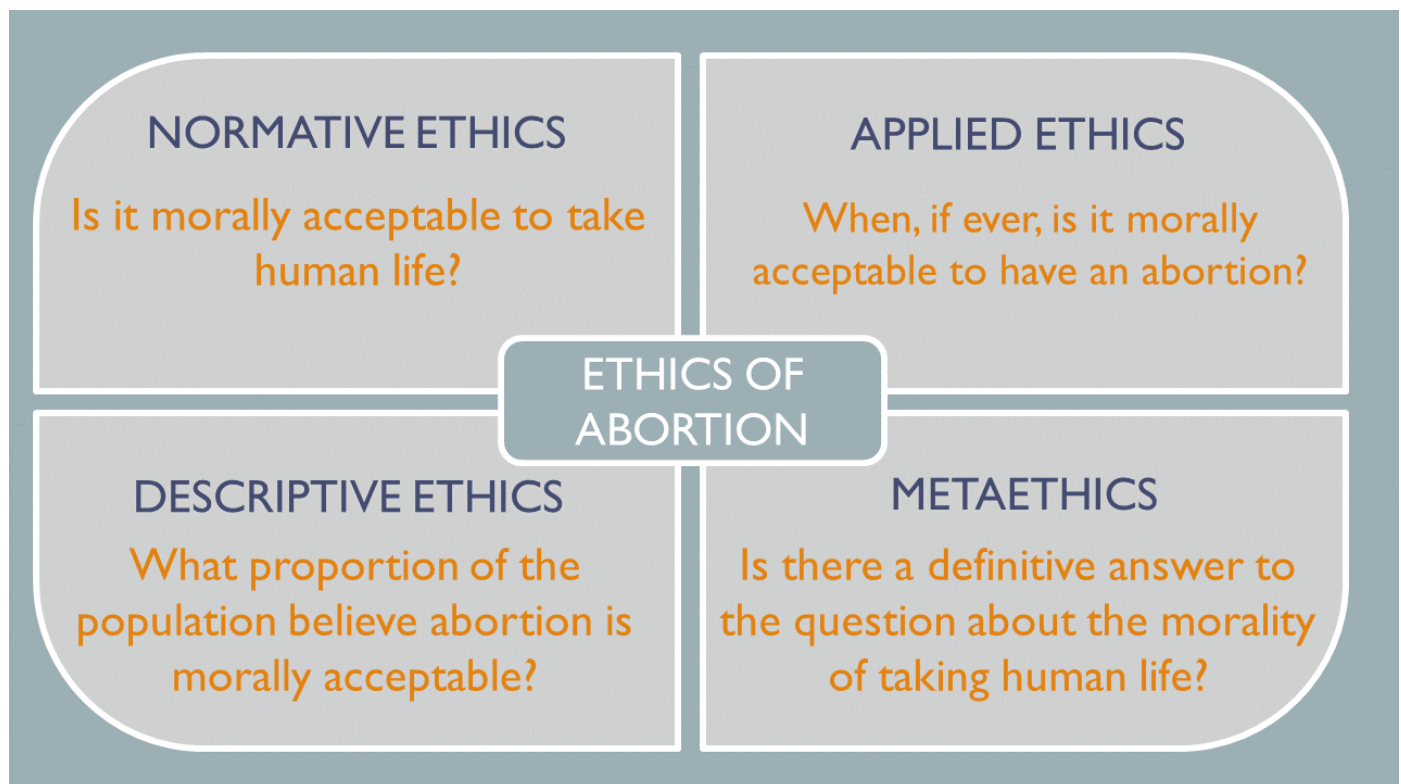 NORMATIVE ETHICS
Is it morally acceptable to take
human life?
APPLIED ETHICS
When, if ever, is it morally
acceptable to have an abortion?
ETHICS OF
ABORTION
DESCRIPTIVE ETHICS
What proportion of the
population believe abortion is
morally acceptable?
METAETHICS
Is there a definitive answer to
the question about the morality
of taking human life?